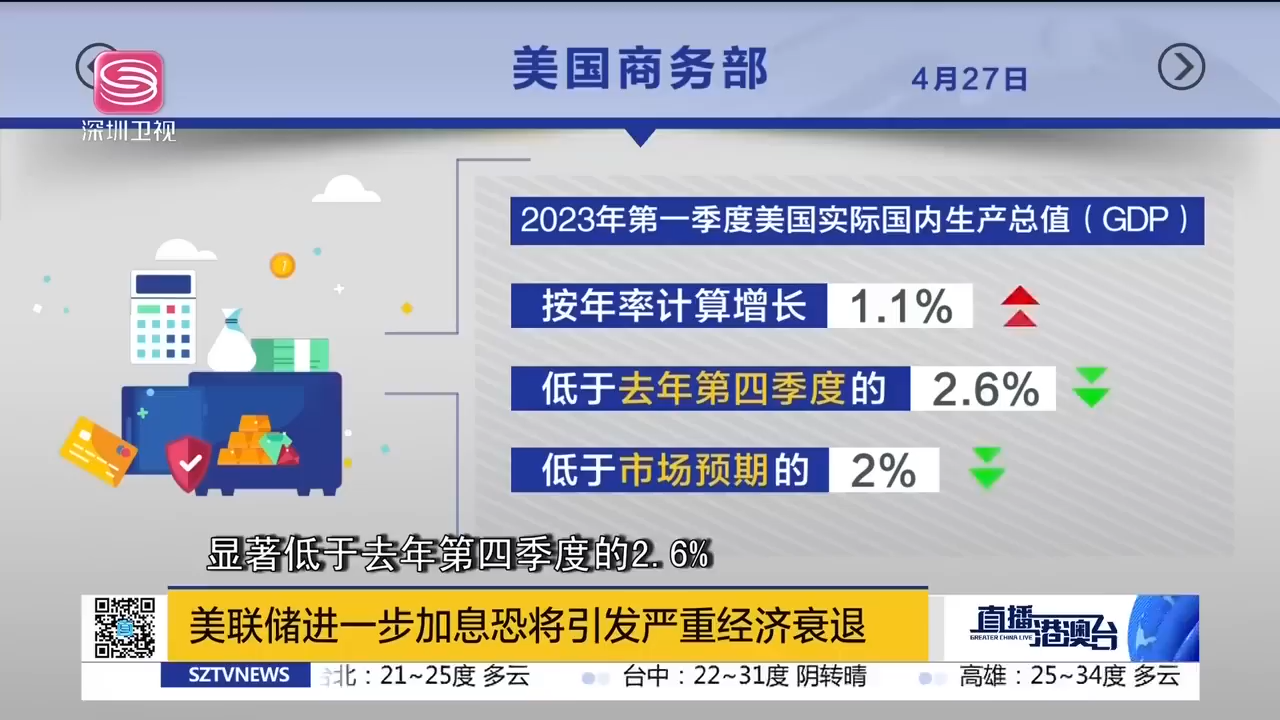 美国商务部
4月27日
深圳卫视
2023年第一季度美国实际国内生产总值（GDP）
按年率计算增长 1.1%
低于去年第四季度的 2.6%
低于市场预期的 2%
显著低于去年第四季度的2.6%
美联储进一步加息恐将引发严重经济衰退
直播港澳台
GREATER CHINA LIVE
SZTVNEWS
台北：21~25度 多云 台中：22~31度 阴转晴 高雄：25~34度 多云